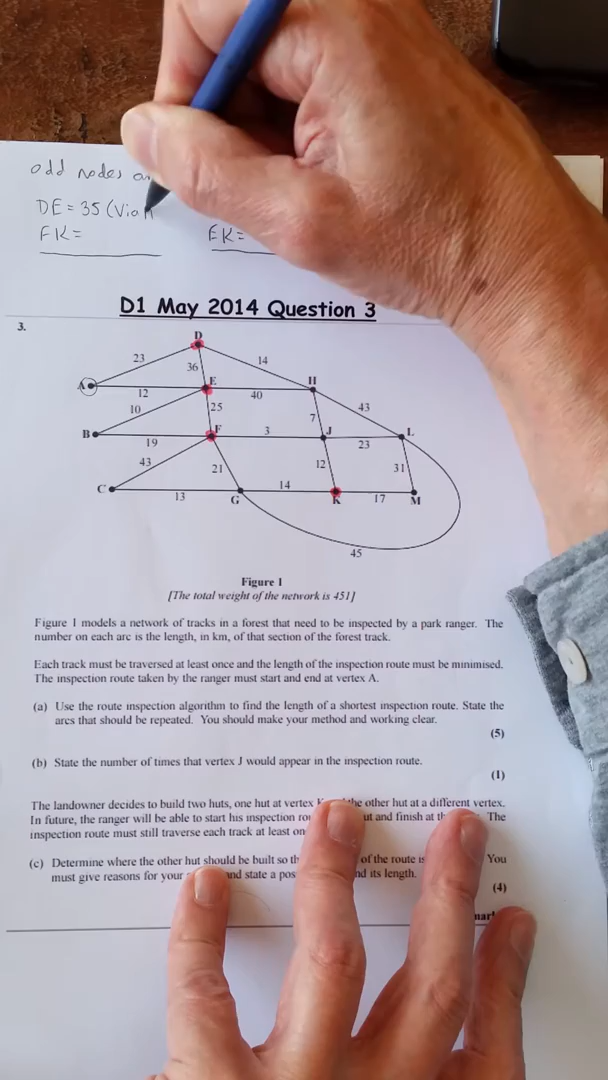 odd nodes
DE = 35 (Via
FK=
EK=
D1 May 2014 Question 3
3.
D
23
14
36
A
E
H
12
40
10
25
43
7
B
F
3
J
L
19
23
43
21
12
31
C
14
13
G
K
17
M
45
Figure 1
[The total weight of the network is 451]
Figure 1 models a network of tracks in a forest that need to be inspected by a park ranger. The
number on each arc is the length, in km, of that section of the forest track.
Each track must be traversed at least once and the length of the inspection route must be minimised.
The inspection route taken by the ranger must start and end at vertex A.
(a) Use the route inspection algorithm to find the length of a shortest inspection route. State the
arcs that should be repeated. You should make your method and working clear.
(5)
(b) State the number of times that vertex J would appear in the inspection route.
(1)
The landowner decides to build two huts, one hut at vertex the other hut at a different vertex.
In future, the ranger will be able to start his inspection and finish at The
inspection route must still traverse each track at least
(c) Determine where the other hut should be built so of the route is You
must give reasons for your and state a its length.
(4)